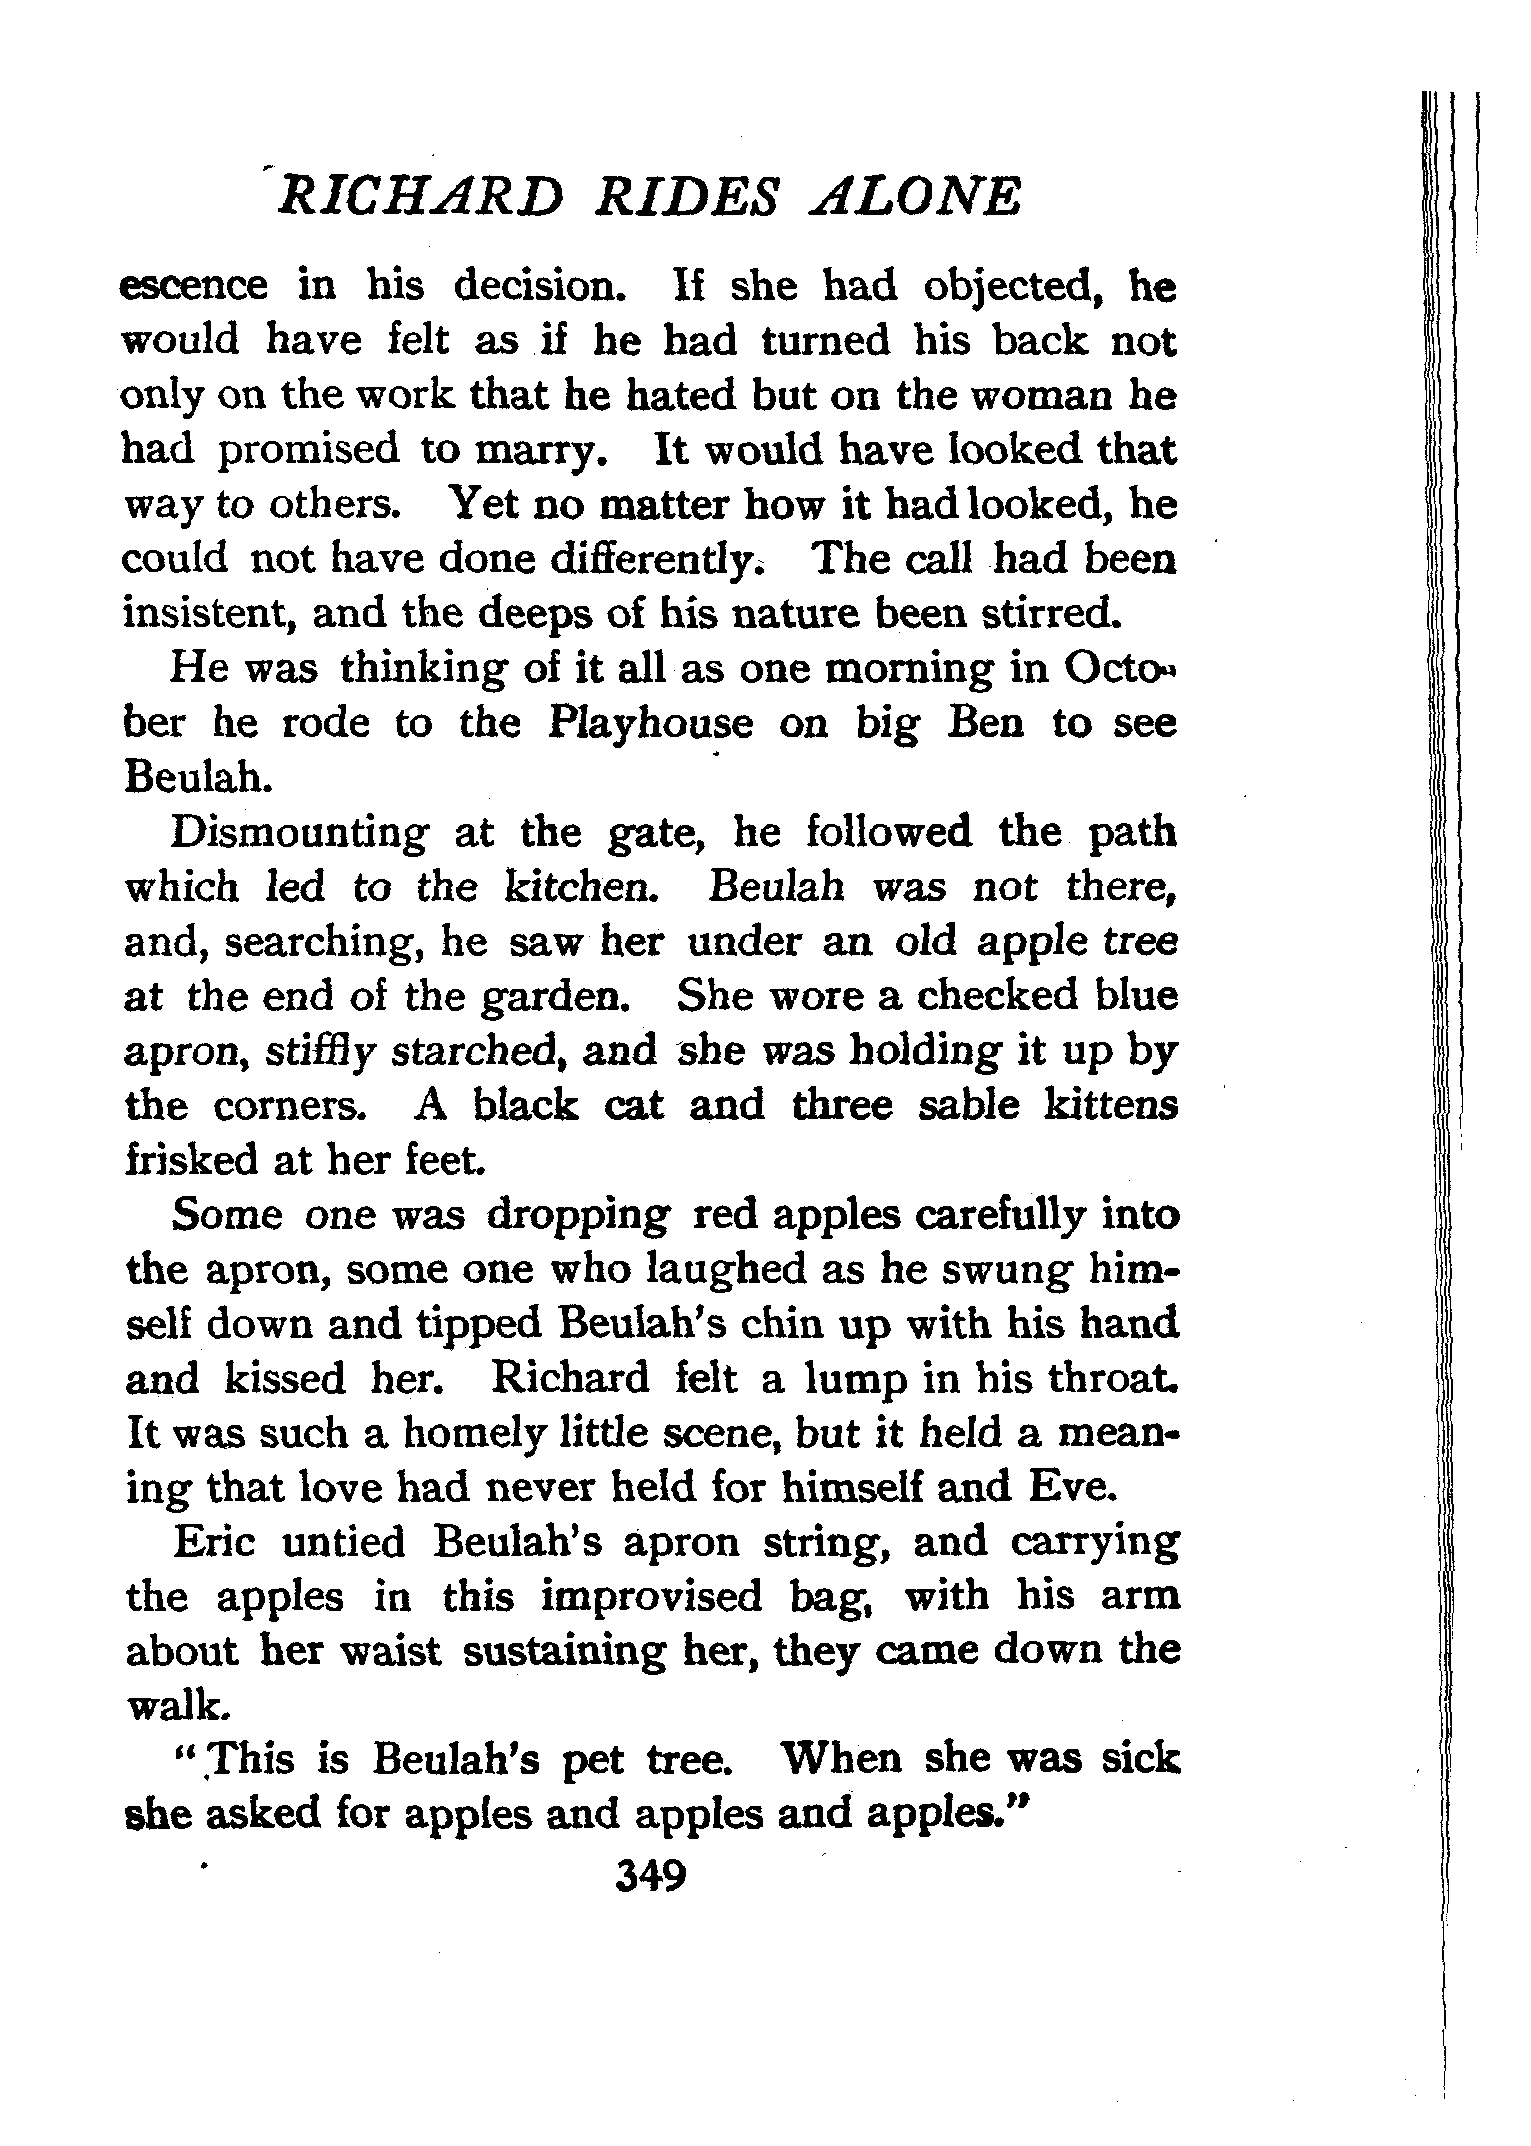 RICHARD RIDES ALONE
escence in his decision. If she had objected, he
would have felt as if he had turned his back not
only on the work that he hated but on the woman he
had promised to marry. It would have looked that
way to others. Yet no matter how it had looked, he
could not have done differently. The call had been
insistent, and the deeps of his nature been stirred.
He was thinking of it all as one morning in Octo-
ber he rode to the Playhouse on big Ben to see
Beulah.
Dismounting at the gate, he followed the path
which led to the kitchen. Beulah was not there,
and, searching, he saw her under an old apple tree
at the end of the garden. She wore a checked blue
apron, stiffly starched, and she was holding it up by
the corners. A black cat and three sable kittens
frisked at her feet.
Some one was dropping red apples carefully into
the apron, some one who laughed as he swung him-
self down and tipped Beulah's chin up with his hand
and kissed her. Richard felt a lump in his throat.
It was such a homely little scene, but it held a mean-
ing that love had never held for himself and Eve.
Eric untied Beulah's apron string, and carrying
the apples in this improvised bag, with his arm
about her waist sustaining her, they came down the
walk.
"This is Beulah's pet tree. When she was sick
she asked for apples and apples and apples."
349